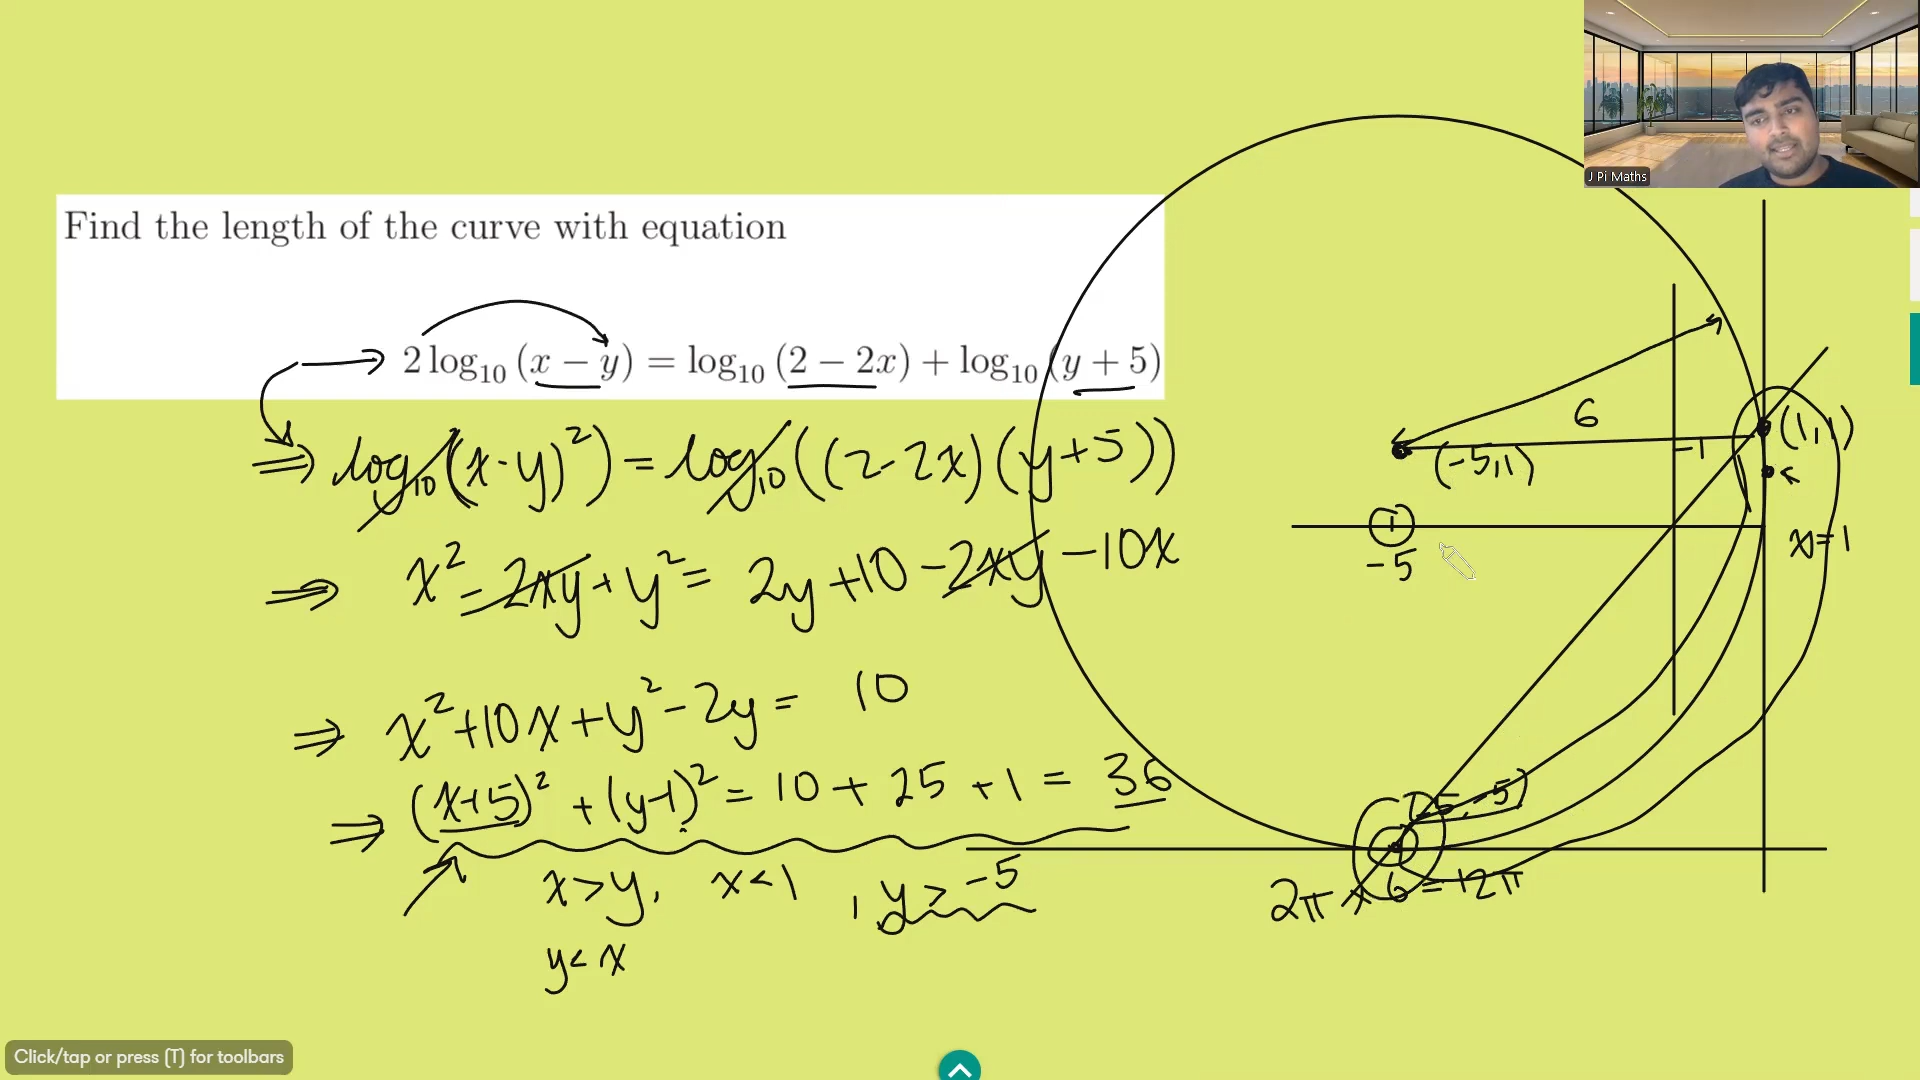 J Pi Maths
Find the length of the curve with equation
2 log₁₀ (x − y) = log₁₀ (2 − 2x) + log₁₀ (y + 5)
⇒ log₁₀((x-y)²) = log₁₀((2-2x)(y+5))
⇒ x² - 2xy + y² = 2y + 10 - 2xy - 10x
⇒ x² + 10x + y² - 2y = 10
⇒ (x+5)² + (y-1)² = 10 + 25 + 1 = 36
x > y, x < 1, y > -5
y < x
6
(1,1)
-1
(-5,1)
x=1
-5
(-5,-5)
2π × 6 = 12π
Click/tap or press (T) for toolbars